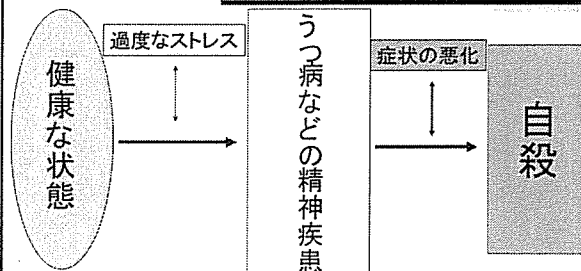 健康な状態
過度なストレス
うつ病などの精神疾患
症状の悪化
自殺